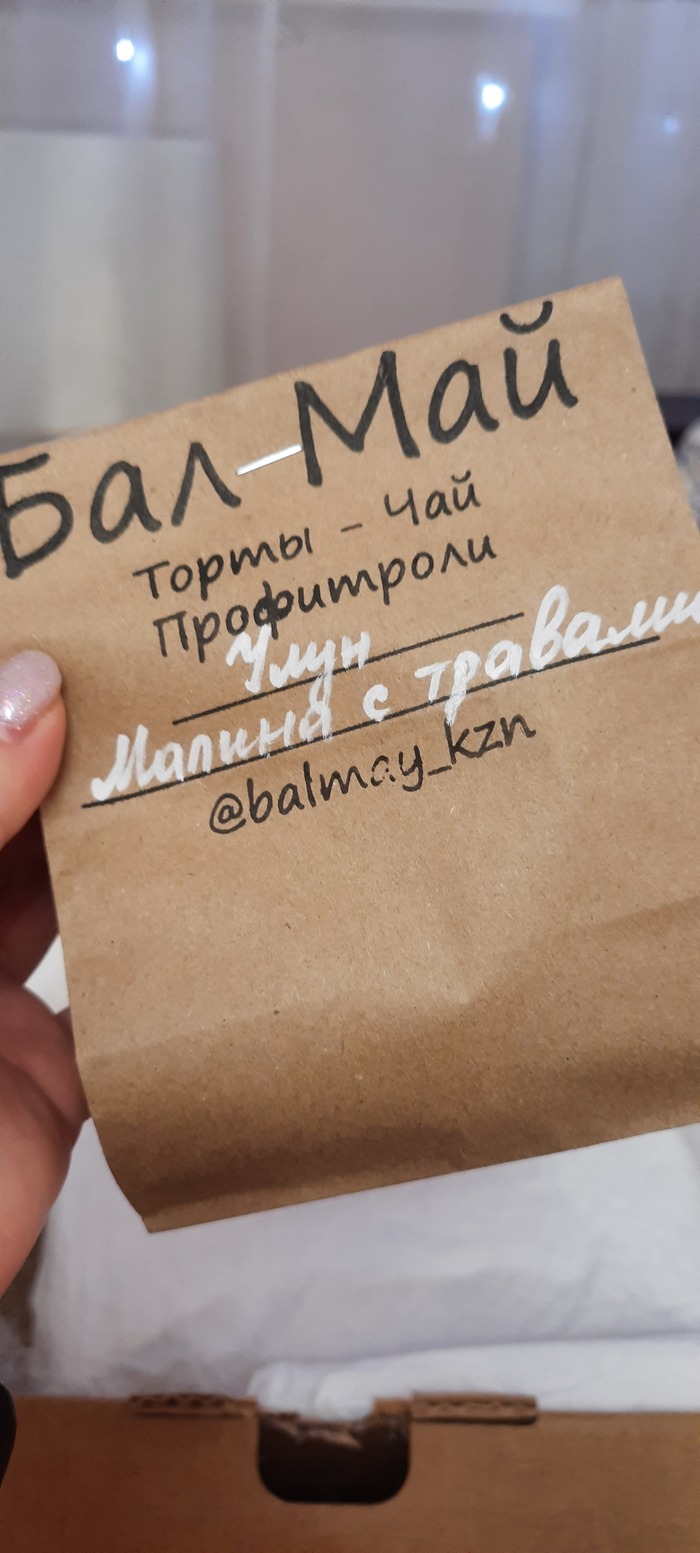 Бал-Май
Торты - Чай
Профитроли
Улун
Малина с травами
@balmay_kzn